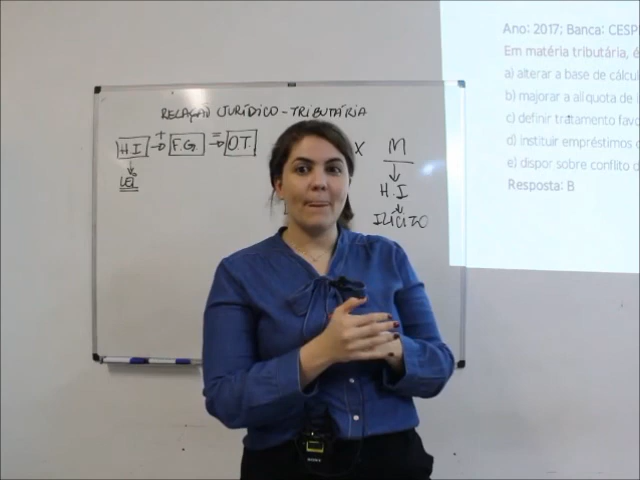 RELAÇÃO JURÍDICO-TRIBUTÁRIA
H.I + F.G. = O.T. X M
LEI
H.I
ILÍCITO
Ano: 2017; Banca: CESP
Em matéria tributária, é
a) alterar a base de cálcul
b) majorar a alíquota de i
c) definir tratamento favo
d) instituir empréstimos c
e) dispor sobre conflito d
Resposta: B
SONY